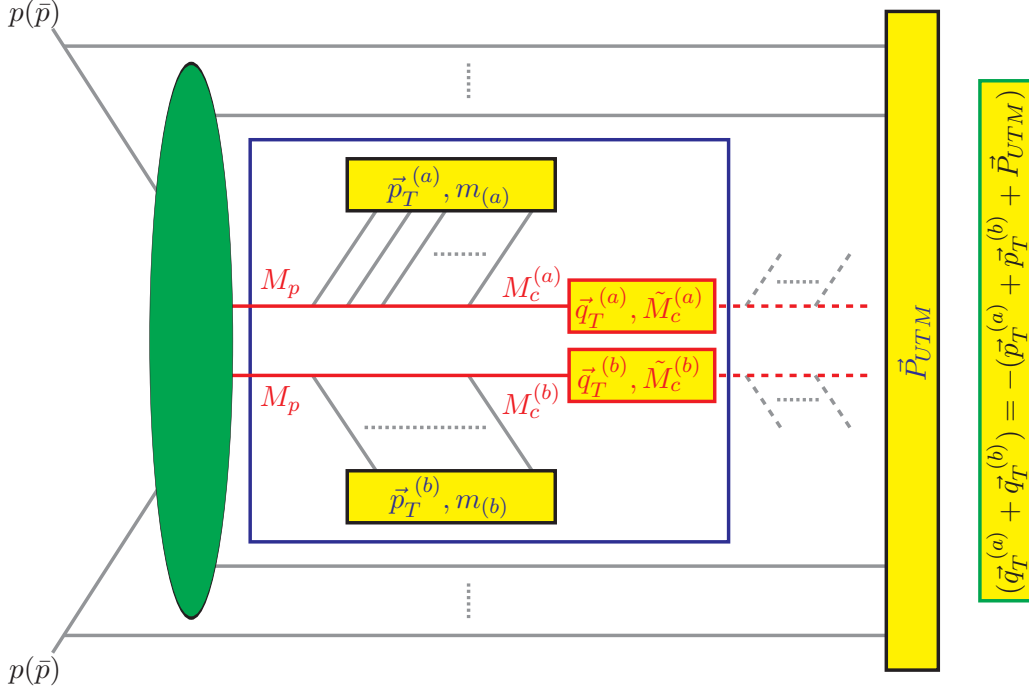 p(p̄)
p⃗_T^(a), m_(a)
M_p
M_c^(a)
q⃗_T^(a), M̃_c^(a)
q⃗_T^(b), M̃_c^(b)
M_p
M_c^(b)
p⃗_T^(b), m_(b)
p(p̄)
P⃗_UTM
(q⃗_T^(a) + q⃗_T^(b)) = −(p⃗_T^(a) + p⃗_T^(b) + P⃗_UTM)